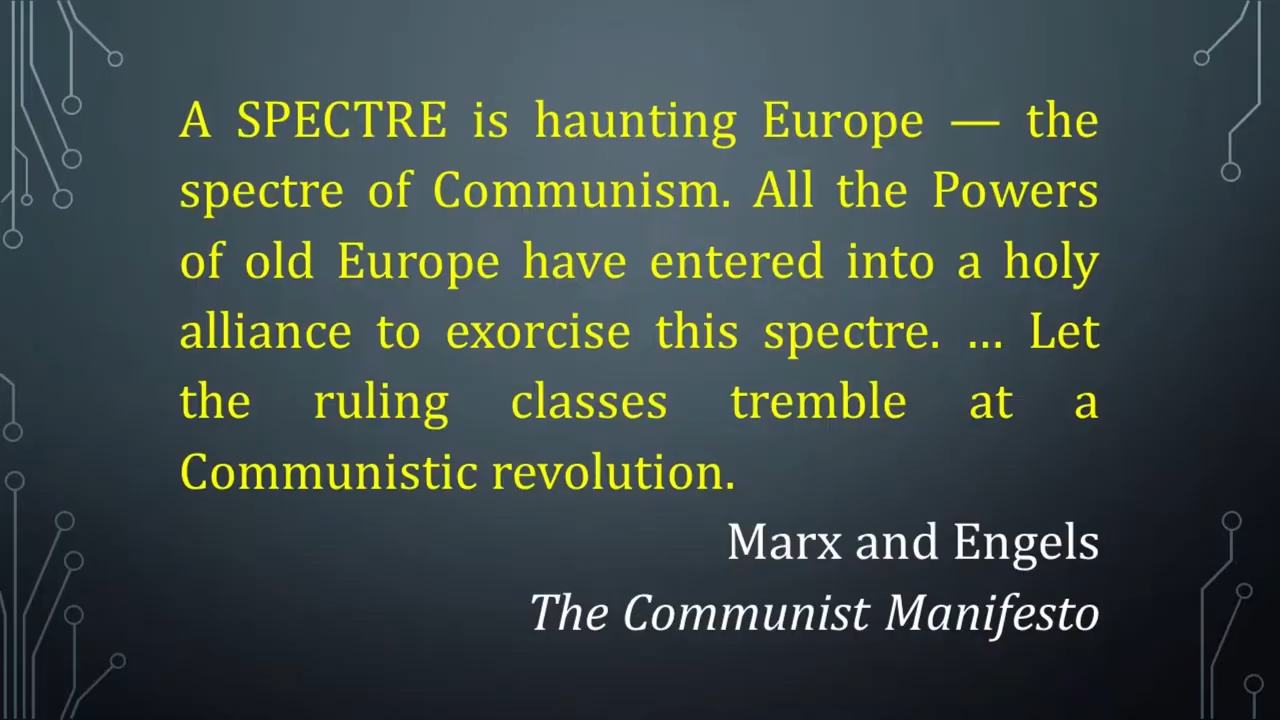 A SPECTRE is haunting Europe — the
spectre of Communism. All the Powers
of old Europe have entered into a holy
alliance to exorcise this spectre. … Let
the ruling classes tremble at a
Communistic revolution.
Marx and Engels
The Communist Manifesto